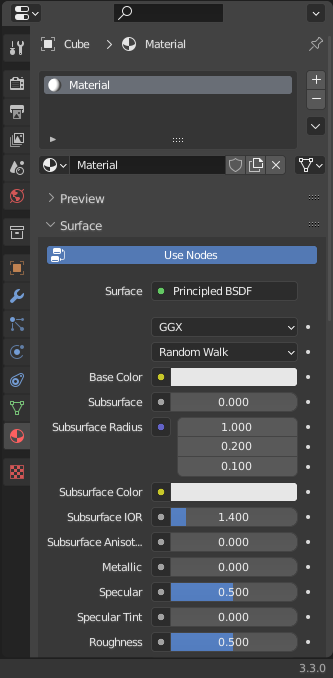 Cube > Material
Material
Material
Preview
Surface
Use Nodes
Surface Principled BSDF
GGX
Random Walk
Base Color
Subsurface 0.000
Subsurface Radius 1.000
0.200
0.100
Subsurface Color
Subsurface IOR 1.400
Subsurface Anisot... 0.000
Metallic 0.000
Specular 0.500
Specular Tint 0.000
Roughness 0.500
3.3.0